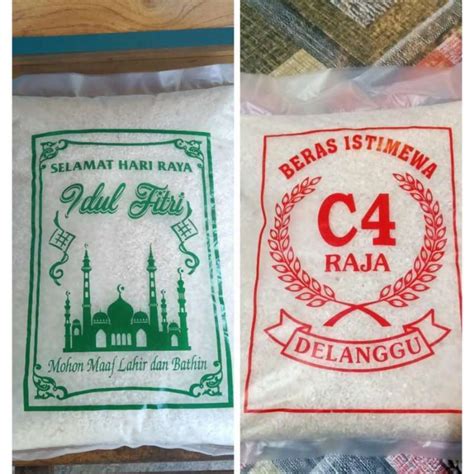 SELAMAT HARI RAYA
Idul Fitri
Mohon Maaf Lahir dan Bathin
BERAS ISTIMEWA
C4
RAJA
DELANGGU